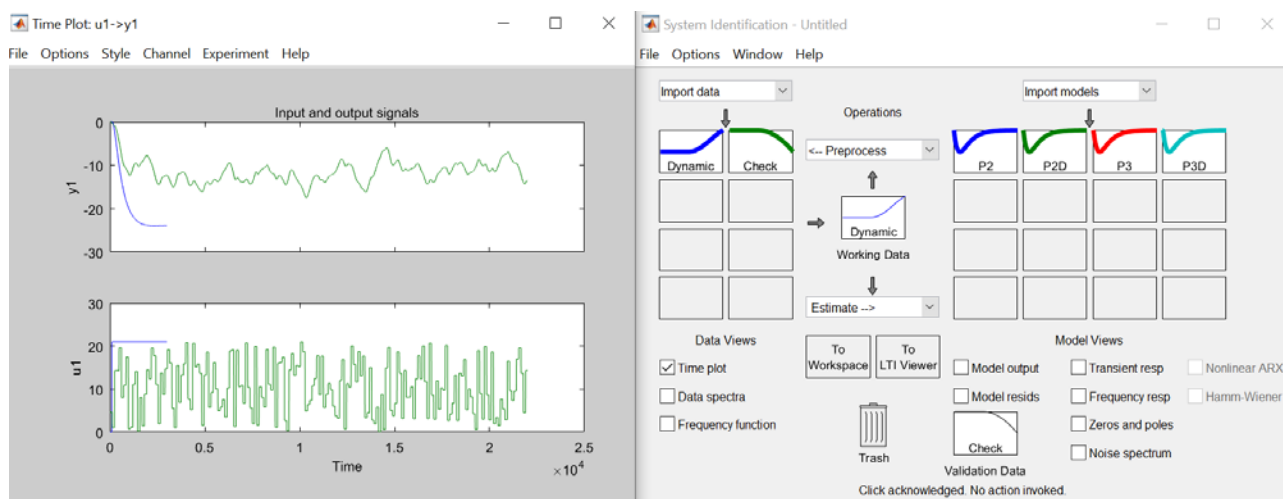 Time Plot: u1->y1
File Options Style Channel Experiment Help
Input and output signals
0
-10
-20
-30
y1
30
20
10
0
u1
0 0.5 1 1.5 2 2.5
Time
×10⁴
System Identification - Untitled
File Options Window Help
Import data
Operations
Import models
Dynamic Check
<-- Preprocess
P2 P2D P3 P3D
Dynamic
Working Data
Estimate -->
Data Views
Time plot
Data spectra
Frequency function
To
Workspace
To
LTI Viewer
Trash
Model Views
Model output Transient resp Nonlinear ARX
Model resids Frequency resp Hamm-Wiener
Zeros and poles
Noise spectrum
Check
Validation Data
Click acknowledged. No action invoked.